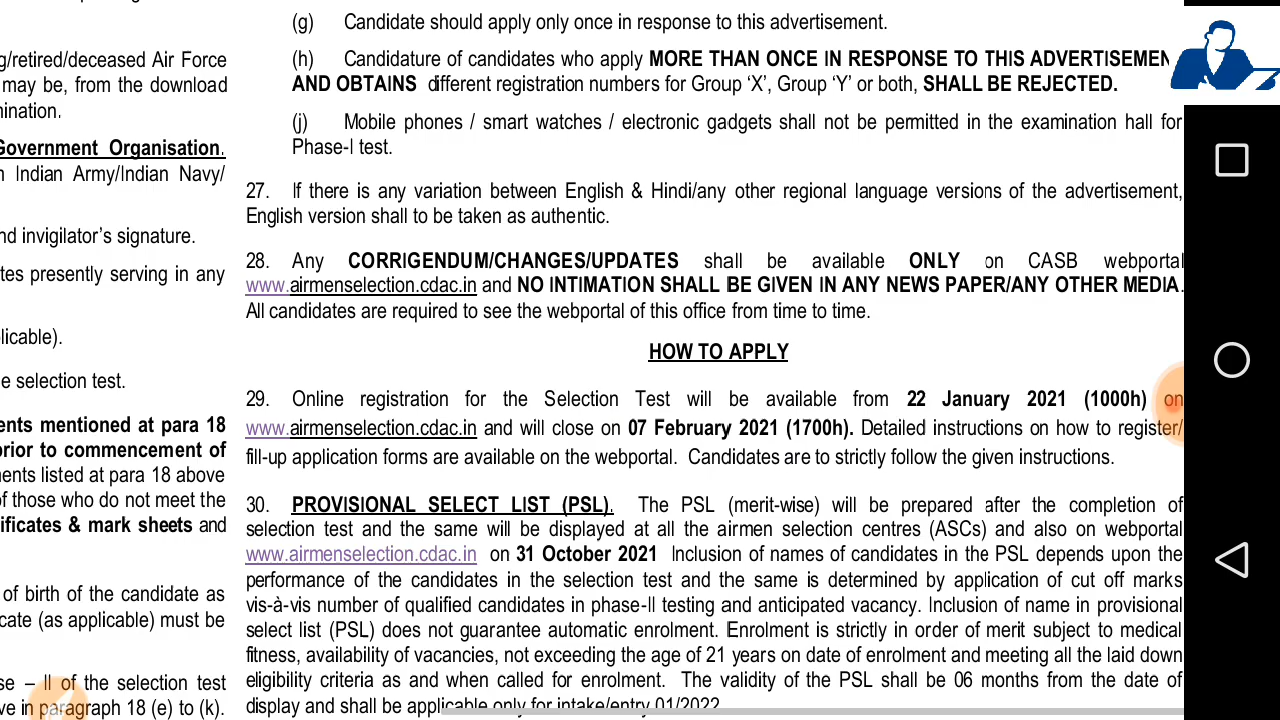 g/retired/deceased Air Force
may be, from the download
mination.
Government Organisation.
n Indian Army/Indian Navy/
nd invigilator's signature.
tes presently serving in any
plicable).
e selection test.
ents mentioned at para 18
prior to commencement of
ments listed at para 18 above
of those who do not meet the
ificates & mark sheets and
of birth of the candidate as
cate (as applicable) must be
se – II of the selection test
ve in paragraph 18 (e) to (k).
(g) Candidate should apply only once in response to this advertisement.
(h) Candidature of candidates who apply MORE THAN ONCE IN RESPONSE TO THIS ADVERTISEMEN
AND OBTAINS different registration numbers for Group 'X', Group 'Y' or both, SHALL BE REJECTED.
(j) Mobile phones / smart watches / electronic gadgets shall not be permitted in the examination hall for
Phase-I test.
27. If there is any variation between English & Hindi/any other regional language versions of the advertisement,
English version shall to be taken as authentic.
28. Any CORRIGENDUM/CHANGES/UPDATES shall be available ONLY on CASB webportal
www.airmenselection.cdac.in and NO INTIMATION SHALL BE GIVEN IN ANY NEWS PAPER/ANY OTHER MEDIA.
All candidates are required to see the webportal of this office from time to time.
HOW TO APPLY
29. Online registration for the Selection Test will be available from 22 January 2021 (1000h) on
www.airmenselection.cdac.in and will close on 07 February 2021 (1700h). Detailed instructions on how to register/
fill-up application forms are available on the webportal. Candidates are to strictly follow the given instructions.
30. PROVISIONAL SELECT LIST (PSL). The PSL (merit-wise) will be prepared after the completion of
selection test and the same will be displayed at all the airmen selection centres (ASCs) and also on webportal
www.airmenselection.cdac.in on 31 October 2021 Inclusion of names of candidates in the PSL depends upon the
performance of the candidates in the selection test and the same is determined by application of cut off marks
vis-à-vis number of qualified candidates in phase-II testing and anticipated vacancy. Inclusion of name in provisional
select list (PSL) does not guarantee automatic enrolment. Enrolment is strictly in order of merit subject to medical
fitness, availability of vacancies, not exceeding the age of 21 years on date of enrolment and meeting all the laid down
eligibility criteria as and when called for enrolment. The validity of the PSL shall be 06 months from the date of
display and shall be applicable only for intake/entry 01/2022